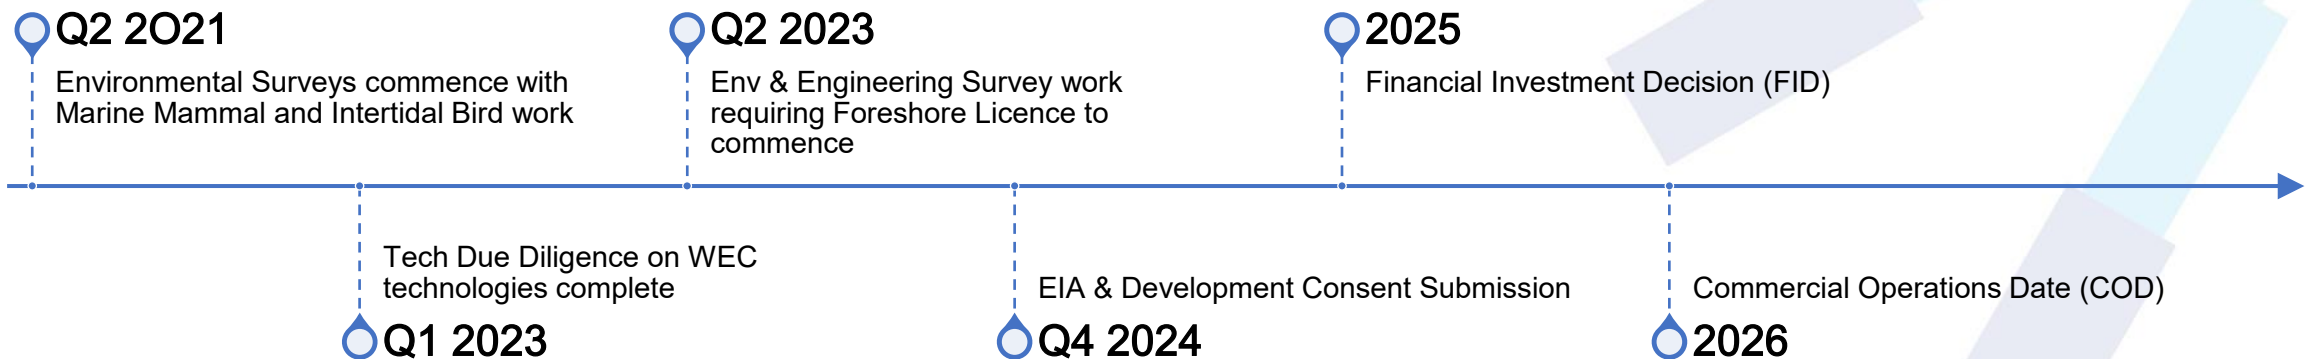 Q2 2O21
Environmental Surveys commence with
Marine Mammal and Intertidal Bird work
Tech Due Diligence on WEC
technologies complete
Q1 2023
Q2 2023
Env & Engineering Survey work
requiring Foreshore Licence to
commence
EIA & Development Consent Submission
Q4 2024
2025
Financial Investment Decision (FID)
Commercial Operations Date (COD)
2026